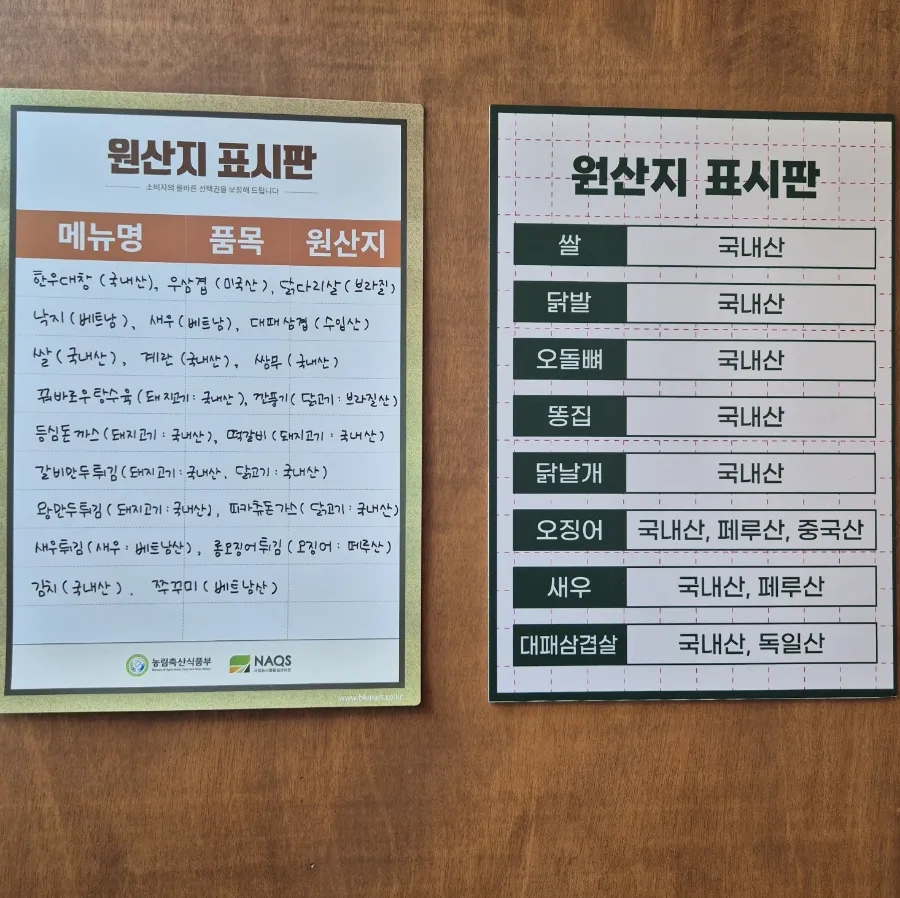 원산지 표시판
소비자의 올바른 선택권을 보장해 드립니다
메뉴명 품목 원산지
한우대창 (국내산), 우삼겹 (미국산), 닭다리살 (브라질)
낙지 (베트남), 새우 (베트남), 대패삼겹 (수입산)
쌀 (국내산), 계란 (국내산), 쌈무 (국내산)
꿔바로우탕수육 (돼지고기: 국내산), 깐풍기 (닭고기: 브라질산)
등심돈까스 (돼지고기: 국내산), 떡갈비 (돼지고기: 국내산)
갈비만두튀김 (돼지고기: 국내산, 닭고기: 국내산)
왕만두튀김 (돼지고기: 국내산), 피카츄돈가스 (닭고기: 국내산)
새우튀김 (새우: 베트남산), 롱오징어튀김 (오징어: 페루산)
김치 (국내산), 쭈꾸미 (베트남산)
농림축산식품부
NAQS
원산지 표시판
쌀 국내산
닭발 국내산
오돌뼈 국내산
똥집 국내산
닭날개 국내산
오징어 국내산, 페루산, 중국산
새우 국내산, 페루산
대패삼겹살 국내산, 독일산